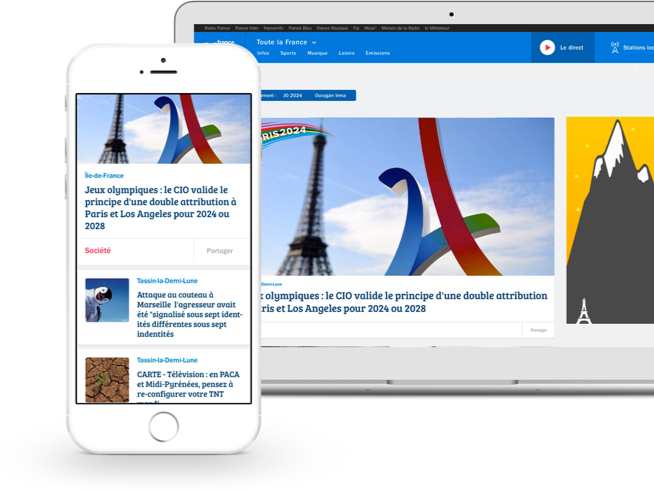 Radio France France Inter franceinfo France Bleu France Musique Fip Mouv' Maison de la Radio le Médiateur
france
Toute la France
Le direct
Stations loc
Infos Sports Musique Loisirs Emissions
ment : JO 2024 Ouragan Irma
PARIS2024
x olympiques : le CIO valide le principe d'une double attribution
ris et Los Angeles pour 2024 ou 2028
Partager
Île-de-France
Jeux olympiques : le CIO valide le
principe d'une double attribution à
Paris et Los Angeles pour 2024 ou
2028
Société
Partager
Tassin-la-Demi-Lune
Attaque au couteau à
Marseille l'agresseur avait
été "signalisé sous sept ident-
ités différentes sous sept
indentités
Tassin-la-Demi-Lune
CARTE - Télévision : en PACA
et Midi-Pyrénées, pensez à
re-configurer votre TNT